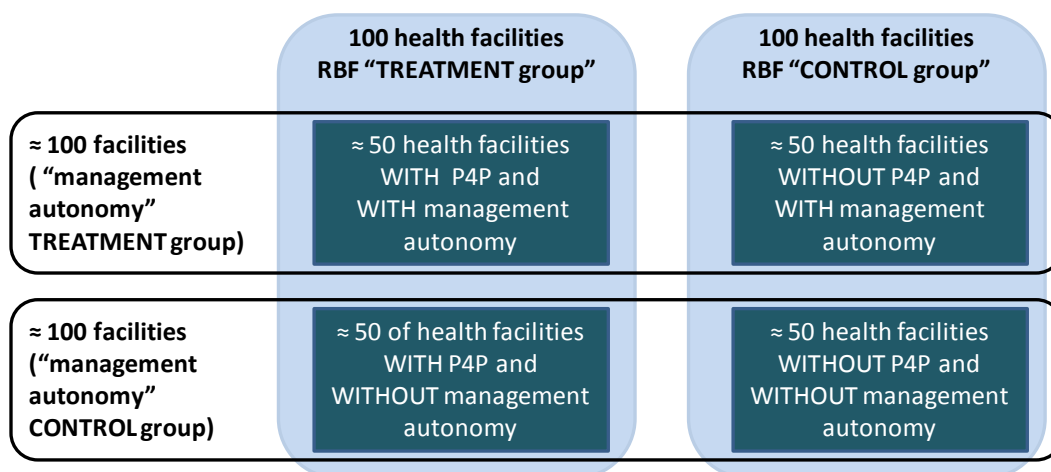 100 health facilities
RBF “TREATMENT group”
100 health facilities
RBF “CONTROL group”
≈ 100 facilities
( “management
autonomy”
TREATMENT group)
≈ 50 health facilities
WITH P4P and
WITH management
autonomy
≈ 50 health facilities
WITHOUT P4P and
WITH management
autonomy
≈ 100 facilities
(“management
autonomy”
CONTROL group)
≈ 50 of health facilities
WITH P4P and
WITHOUT management
autonomy
≈ 50 health facilities
WITHOUT P4P and
WITHOUT management
autonomy